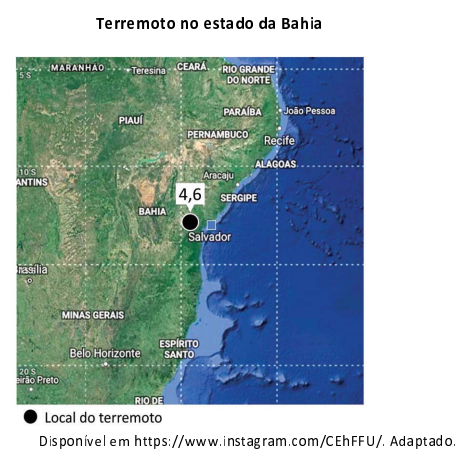 Terremoto no estado da Bahia
5 S
MARANHÃO
Teresina
CEARÁ
RIO GRANDE
DO NORTE
PARAÍBA
João Pessoa
PIAUÍ
PERNAMBUCO
Recife
ALAGOAS
10 S
ANTINS
Aracaju
SERGIPE
4,6
BAHIA
Salvador
MINAS GERAIS
Belo Horizonte
ESPÍRITO
SANTO
20 S
eirão Preto
RIO DE
Local do terremoto
Disponível em https://www.instagram.com/CEhFFU/. Adaptado.